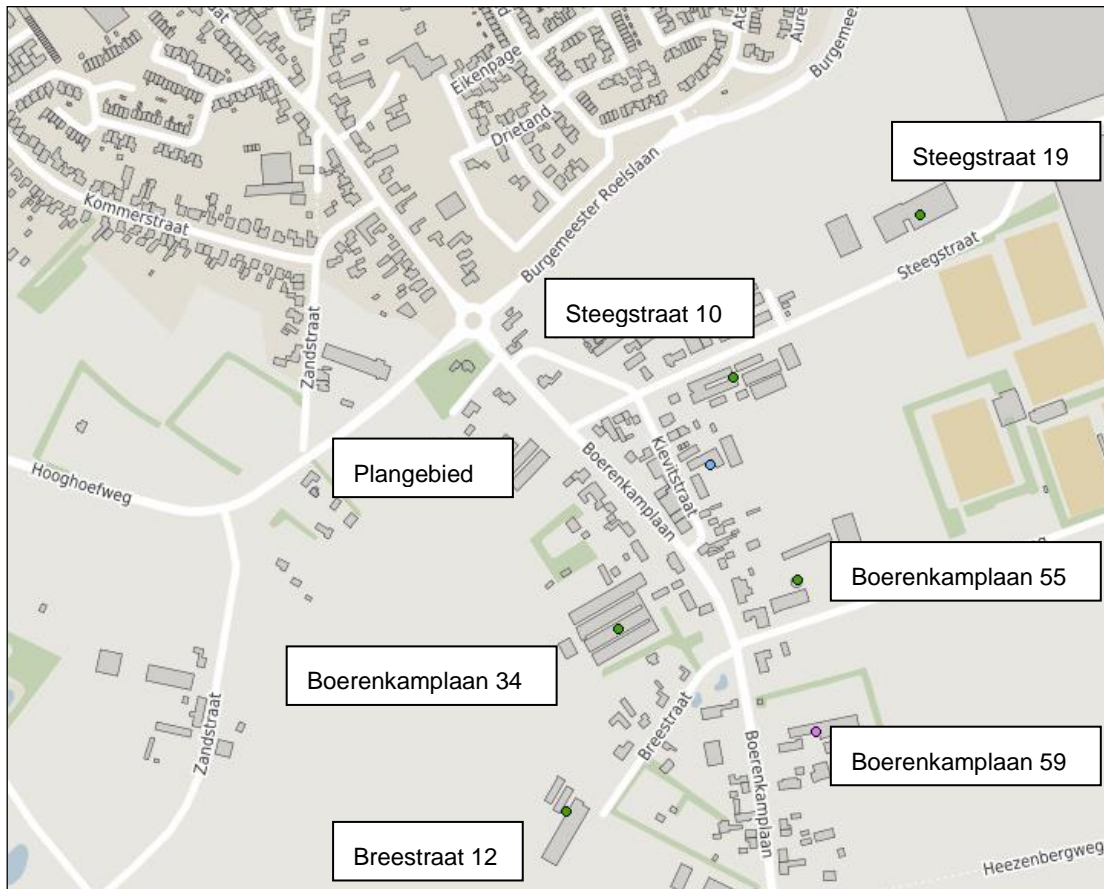 Eikenpage
Drietand
Burgemeester Roelslaan
Kommerstraat
Zandstraat
Steegstraat 19
Steegstraat
Steegstraat 10
Hooghoefweg
Plangebied
Boerenkamplaan
Kievitstraat
Boerenkamplaan 55
Boerenkamplaan 34
Zandstraat
Breestraat
Boerenkamplaan
Boerenkamplaan 59
Breestraat 12
Heezenbergweg